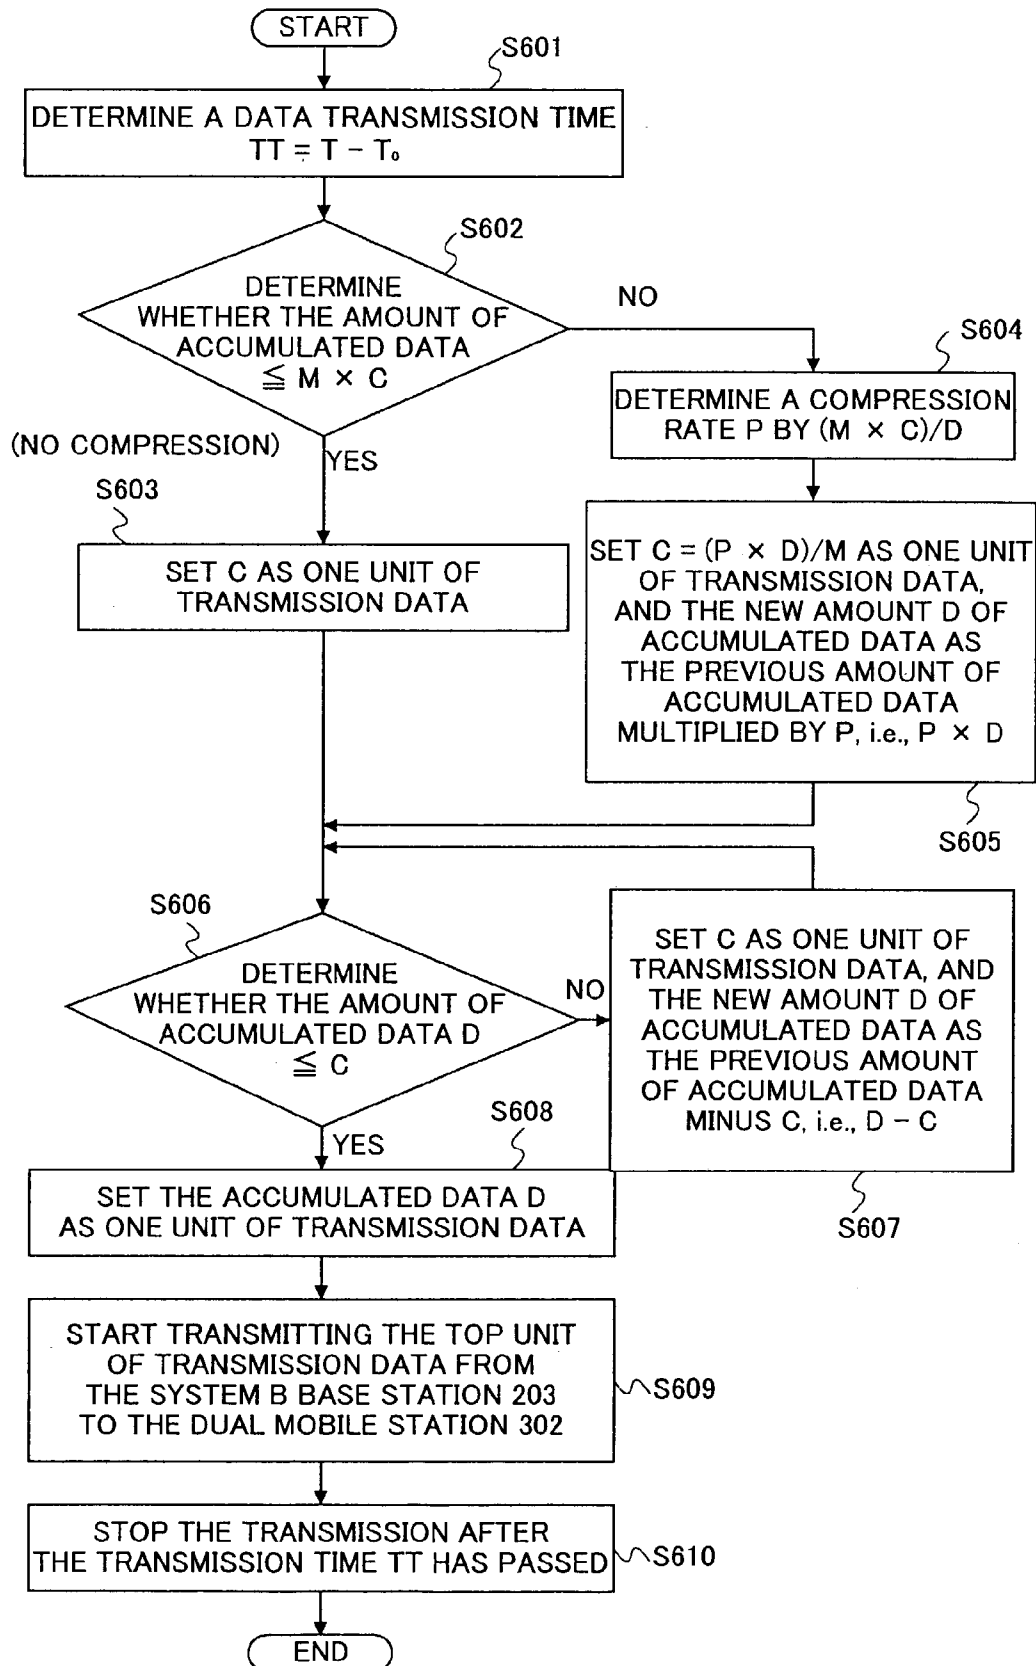 START
S601
DETERMINE A DATA TRANSMISSION TIME
TT = T - T₀
S602
DETERMINE
WHETHER THE AMOUNT OF
ACCUMULATED DATA
≦ M × C
NO
S604
DETERMINE A COMPRESSION
RATE P BY (M × C)/D
(NO COMPRESSION)
YES
S603
SET C AS ONE UNIT OF
TRANSMISSION DATA
SET C = (P × D)/M AS ONE UNIT
OF TRANSMISSION DATA,
AND THE NEW AMOUNT D OF
ACCUMULATED DATA AS
THE PREVIOUS AMOUNT OF
ACCUMULATED DATA
MULTIPLIED BY P, i.e., P × D
S605
S606
DETERMINE
WHETHER THE AMOUNT OF
ACCUMULATED DATA D
≦ C
NO
SET C AS ONE UNIT OF
TRANSMISSION DATA, AND
THE NEW AMOUNT D OF
ACCUMULATED DATA AS
THE PREVIOUS AMOUNT
OF ACCUMULATED DATA
MINUS C, i.e., D - C
S607
YES
S608
SET THE ACCUMULATED DATA D
AS ONE UNIT OF TRANSMISSION DATA
START TRANSMITTING THE TOP UNIT
OF TRANSMISSION DATA FROM
THE SYSTEM B BASE STATION 203
TO THE DUAL MOBILE STATION 302
S609
STOP THE TRANSMISSION AFTER
THE TRANSMISSION TIME TT HAS PASSED
S610
END